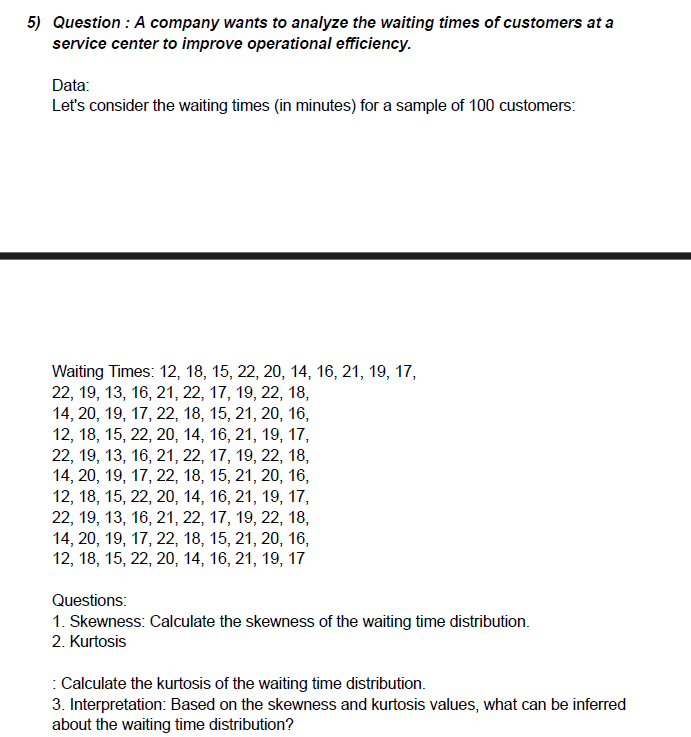 5) Question : A company wants to analyze the waiting times of customers at a
service center to improve operational efficiency.
Data:
Let's consider the waiting times (in minutes) for a sample of 100 customers:
Waiting Times: 12, 18, 15, 22, 20, 14, 16, 21, 19, 17,
22, 19, 13, 16, 21, 22, 17, 19, 22, 18,
14, 20, 19, 17, 22, 18, 15, 21, 20, 16,
12, 18, 15, 22, 20, 14, 16, 21, 19, 17,
22, 19, 13, 16, 21, 22, 17, 19, 22, 18,
14, 20, 19, 17, 22, 18, 15, 21, 20, 16,
12, 18, 15, 22, 20, 14, 16, 21, 19, 17,
22, 19, 13, 16, 21, 22, 17, 19, 22, 18,
14, 20, 19, 17, 22, 18, 15, 21, 20, 16,
12, 18, 15, 22, 20, 14, 16, 21, 19, 17
Questions:
1. Skewness: Calculate the skewness of the waiting time distribution.
2. Kurtosis
: Calculate the kurtosis of the waiting time distribution.
3. Interpretation: Based on the skewness and kurtosis values, what can be inferred
about the waiting time distribution?